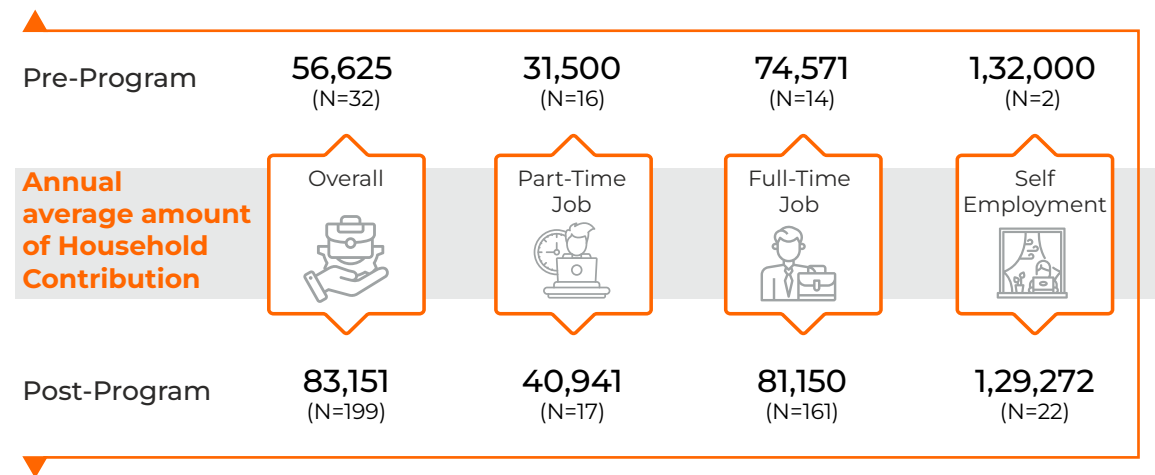 Pre-Program
56,625
(N=32)
31,500
(N=16)
74,571
(N=14)
1,32,000
(N=2)
Annual
average amount
of Household
Contribution
Overall
Part-Time
Job
Full-Time
Job
Self
Employment
Post-Program
83,151
(N=199)
40,941
(N=17)
81,150
(N=161)
1,29,272
(N=22)